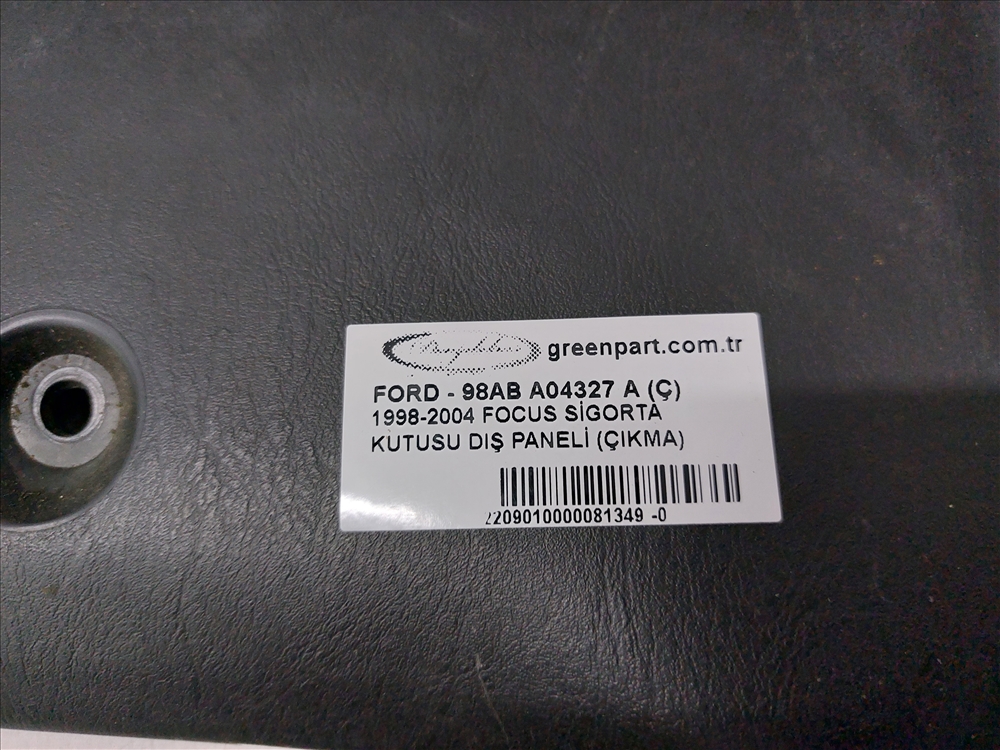 greenpart.com.tr
FORD - 98AB A04327 A (Ç)
1998-2004 FOCUS SİGORTA
KUTUSU DIŞ PANELİ (ÇIKMA)
2209010000081349 -0